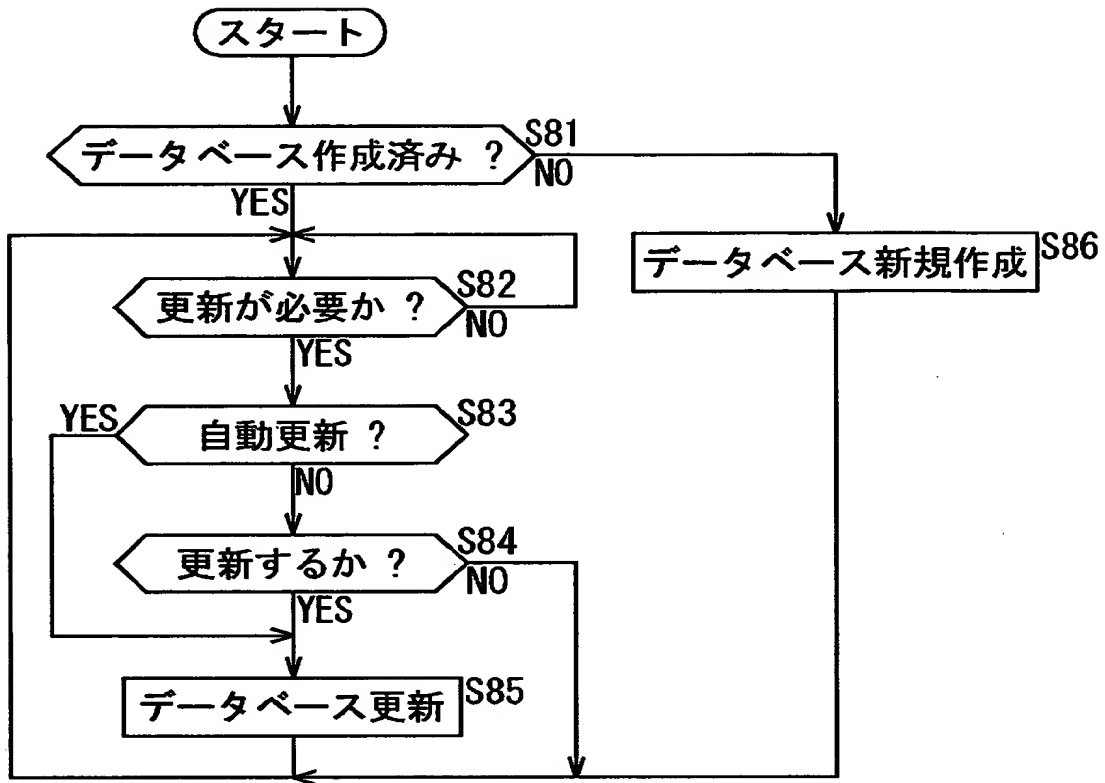 スタート
データベース作成済み ?
S81
NO
YES
データベース新規作成
S86
更新が必要か ?
S82
NO
YES
自動更新 ?
S83
YES
NO
更新するか ?
S84
NO
YES
データベース更新
S85